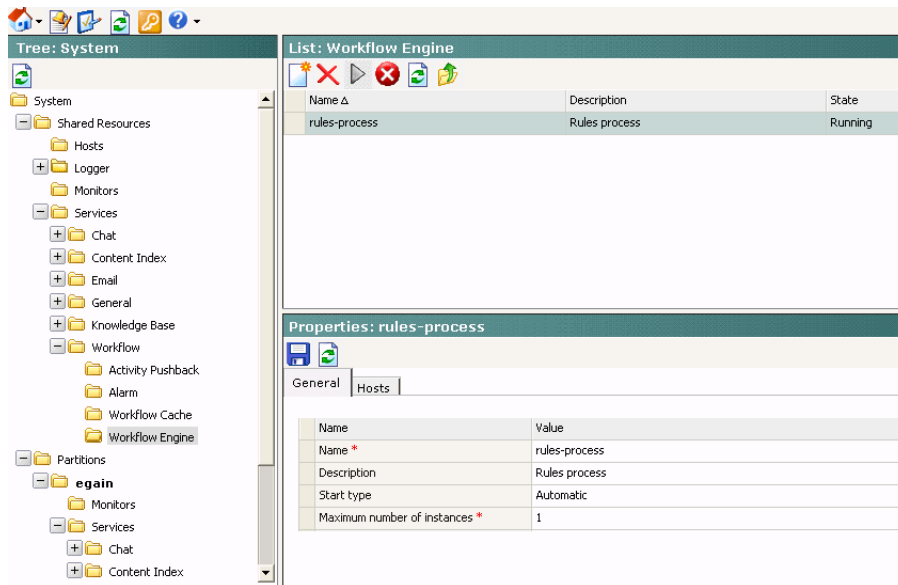 Tree: System
System
Shared Resources
Hosts
Logger
Monitors
Services
Chat
Content Index
Email
General
Knowledge Base
Workflow
Activity Pushback
Alarm
Workflow Cache
Workflow Engine
Partitions
egain
Monitors
Services
Chat
Content Index
List: Workflow Engine
Name Description State
rules-process Rules process Running
Properties: rules-process
General Hosts
Name Value
Name * rules-process
Description Rules process
Start type Automatic
Maximum number of instances * 1